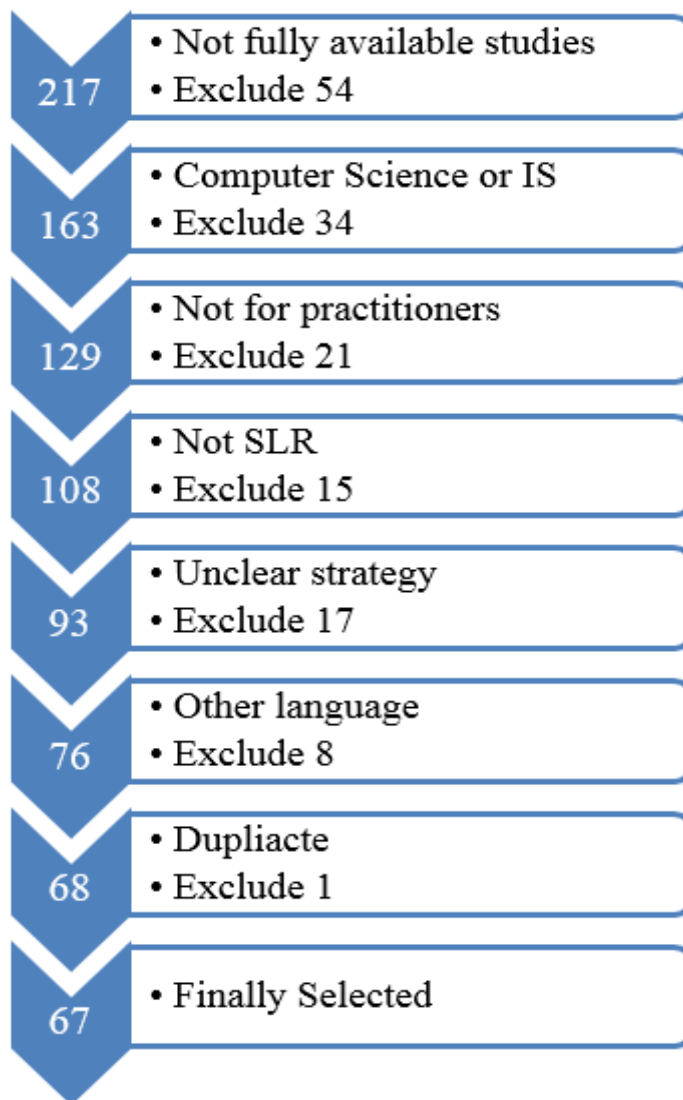 217
• Not fully available studies
• Exclude 54
163
• Computer Science or IS
• Exclude 34
129
• Not for practitioners
• Exclude 21
108
• Not SLR
• Exclude 15
93
• Unclear strategy
• Exclude 17
76
• Other language
• Exclude 8
68
• Dupliacte
• Exclude 1
67
• Finally Selected